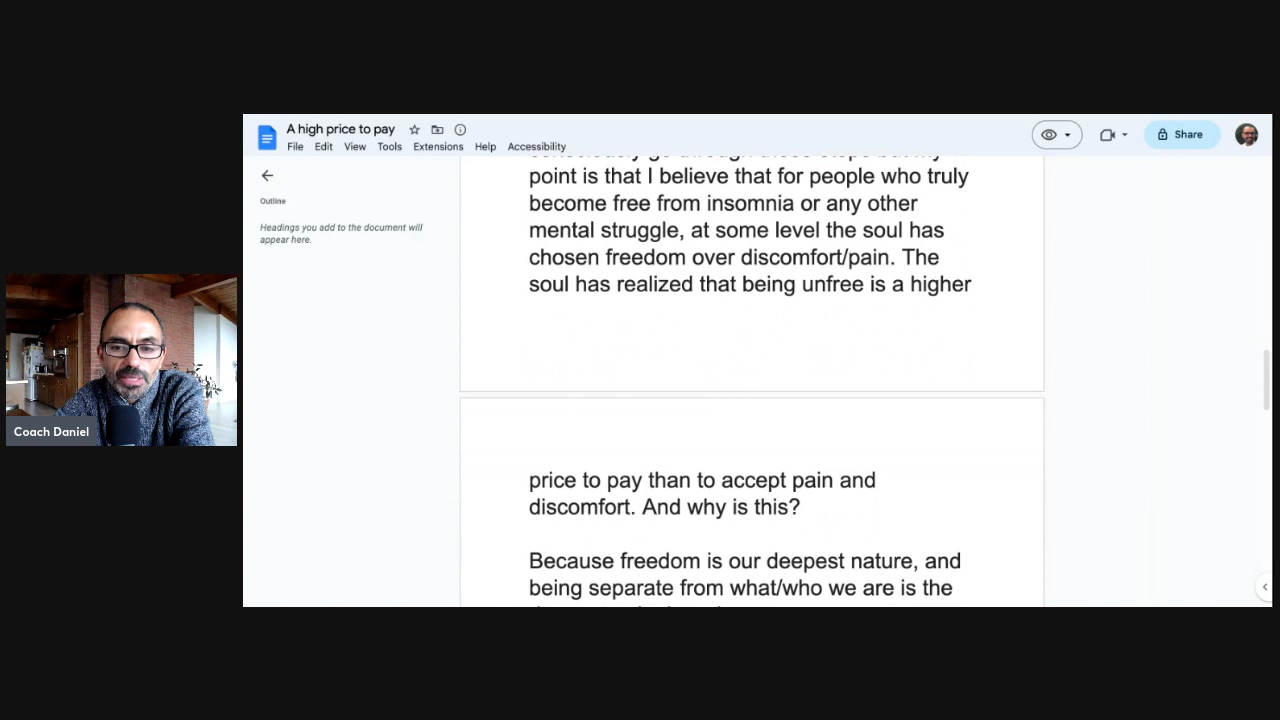 A high price to pay
File Edit View Tools Extensions Help Accessibility
Share
Outline
Headings you add to the document will
appear here.
point is that I believe that for people who truly
become free from insomnia or any other
mental struggle, at some level the soul has
chosen freedom over discomfort/pain. The
soul has realized that being unfree is a higher
price to pay than to accept pain and
discomfort. And why is this?
Because freedom is our deepest nature, and
being separate from what/who we are is the
Coach Daniel